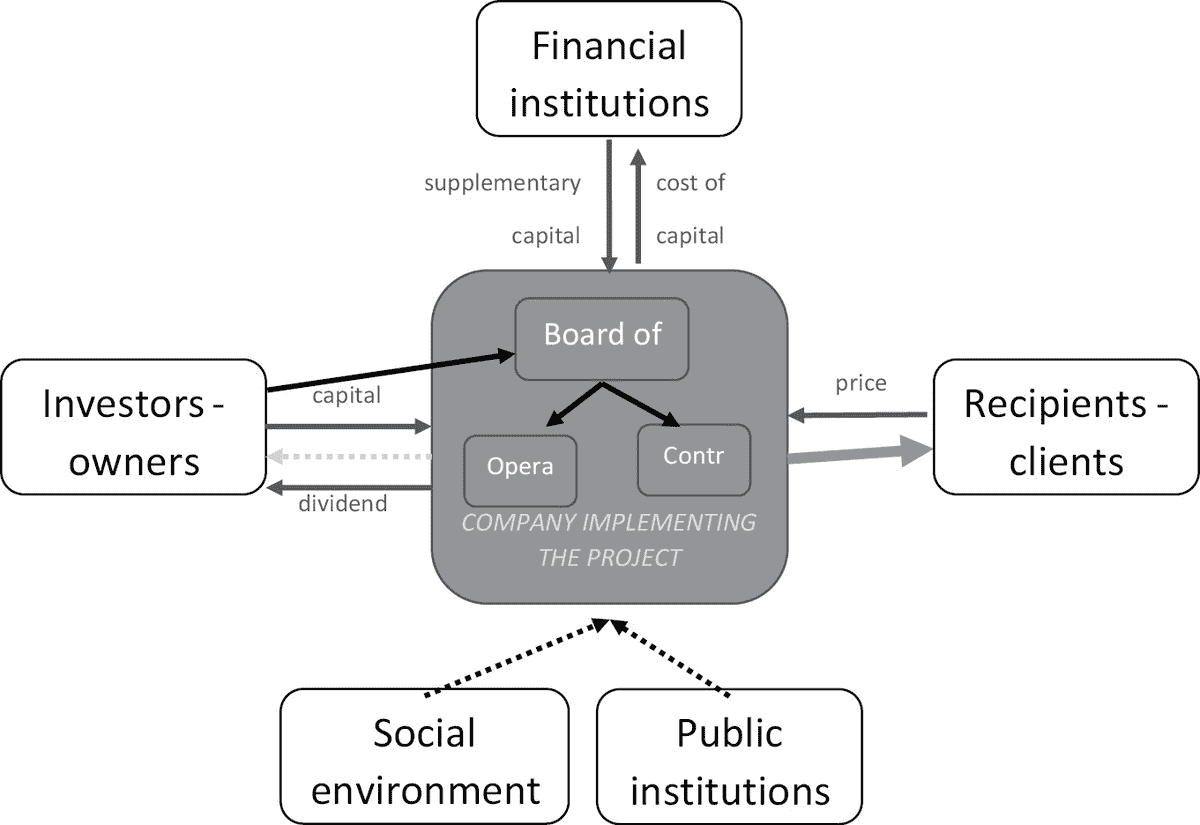 Financial
institutions
supplementary
capital
cost of
capital
Board of
Investors -
owners
capital
dividend
price
Recipients -
clients
Opera
Contr
COMPANY IMPLEMENTING
THE PROJECT
Social
environment
Public
institutions